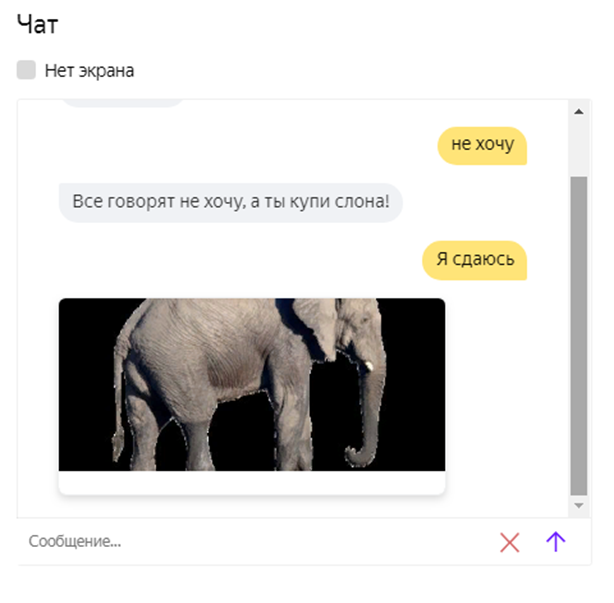 Чат
Нет экрана
не хочу
Все говорят не хочу, а ты купи слона!
Я сдаюсь
Сообщение...